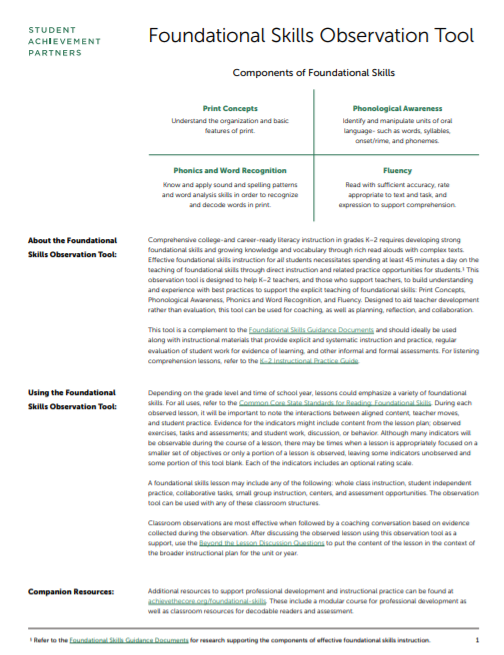 STUDENT
ACHIEVEMENT
PARTNERS
Foundational Skills Observation Tool
Components of Foundational Skills
Print Concepts
Understand the organization and basic
features of print.
Phonological Awareness
Identify and manipulate units of oral
language- such as words, syllables,
onset/rime, and phonemes.
Phonics and Word Recognition
Know and apply sound and spelling patterns
and word analysis skills in order to recognize
and decode words in print.
Fluency
Read with sufficient accuracy, rate
appropriate to text and task, and
expression to support comprehension.
About the Foundational
Skills Observation Tool:
Comprehensive college-and career-ready literacy instruction in grades K–2 requires developing strong
foundational skills and growing knowledge and vocabulary through rich read alouds with complex texts.
Effective foundational skills instruction for all students necessitates spending at least 45 minutes a day on the
teaching of foundational skills through direct instruction and related practice opportunities for students.¹ This
observation tool is designed to help K–2 teachers, and those who support teachers, to build understanding
and experience with best practices to support the explicit teaching of foundational skills: Print Concepts,
Phonological Awareness, Phonics and Word Recognition, and Fluency. Designed to aid teacher development
rather than evaluation, this tool can be used for coaching, as well as planning, reflection, and collaboration.
This tool is a complement to the Foundational Skills Guidance Documents and should ideally be used
along with instructional materials that provide explicit and systematic instruction and practice, regular
evaluation of student work for evidence of learning, and other informal and formal assessments. For listening
comprehension lessons, refer to the K–2 Instructional Practice Guide.
Using the Foundational
Skills Observation Tool:
Depending on the grade level and time of school year, lessons could emphasize a variety of foundational
skills. For all uses, refer to the Common Core State Standards for Reading: Foundational Skills. During each
observed lesson, it will be important to note the interactions between aligned content, teacher moves,
and student practice. Evidence for the indicators might include content from the lesson plan; observed
exercises, tasks and assessments; and student work, discussion, or behavior. Although many indicators will
be observable during the course of a lesson, there may be times when a lesson is appropriately focused on a
smaller set of objectives or only a portion of a lesson is observed, leaving some indicators unobserved and
some portion of this tool blank. Each of the indicators includes an optional rating scale.
A foundational skills lesson may include any of the following: whole class instruction, student independent
practice, collaborative tasks, small group instruction, centers, and assessment opportunities. The observation
tool can be used with any of these classroom structures.
Classroom observations are most effective when followed by a coaching conversation based on evidence
collected during the observation. After discussing the observed lesson using this observation tool as a
support, use the Beyond the Lesson Discussion Questions to put the content of the lesson in the context of
the broader instructional plan for the unit or year.
Companion Resources:
Additional resources to support professional development and instructional practice can be found at
achievethecore.org/foundational-skills. These include a modular course for professional development as
well as classroom resources for decodable readers and assessment.
¹ Refer to the Foundational Skills Guidance Documents for research supporting the components of effective foundational skills instruction.
1